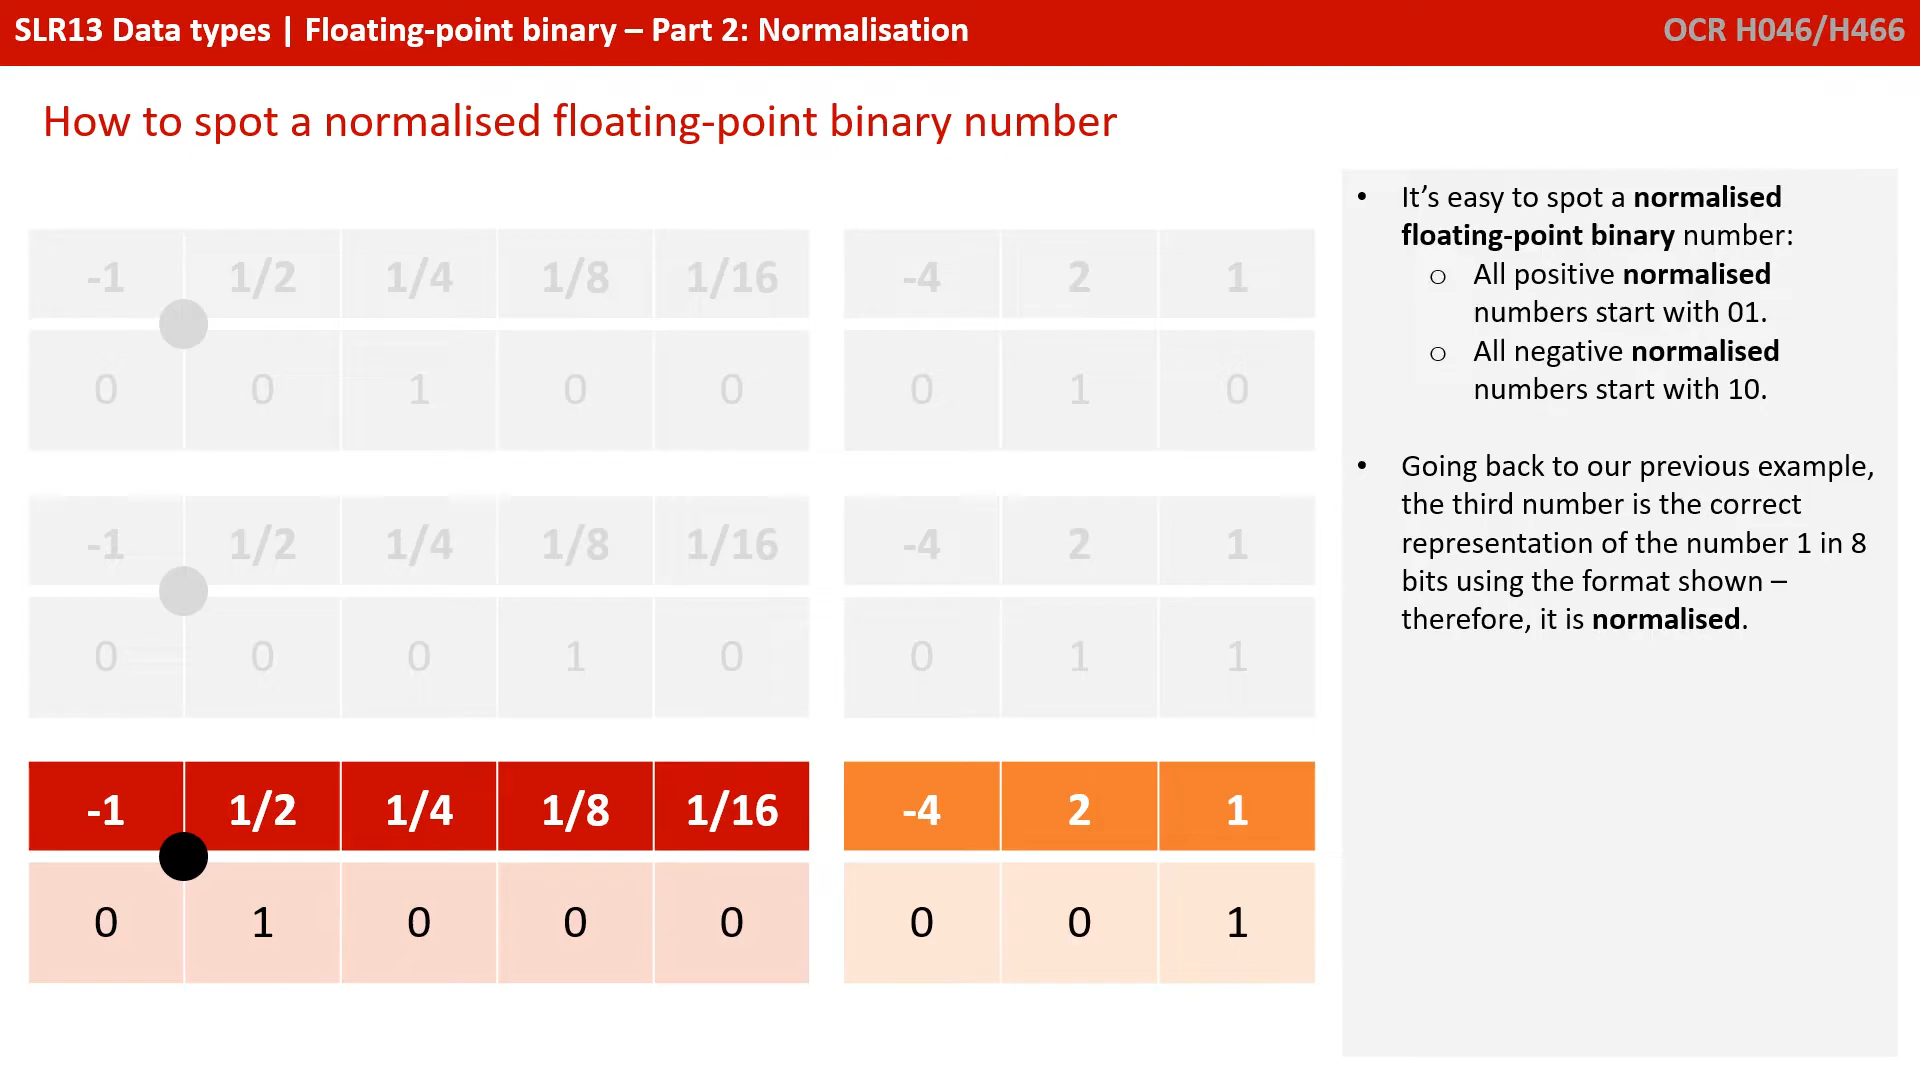 SLR13 Data types | Floating-point binary – Part 2: Normalisation
OCR H046/H466
How to spot a normalised floating-point binary number
-1 1/2 1/4 1/8 1/16 -4 2 1
0 0 1 0 0 0 1 0
-1 1/2 1/4 1/8 1/16 -4 2 1
0 0 0 1 0 0 1 1
-1 1/2 1/4 1/8 1/16 -4 2 1
0 1 0 0 0 0 0 1
• It’s easy to spot a normalised
floating-point binary number:
o All positive normalised
numbers start with 01.
o All negative normalised
numbers start with 10.
• Going back to our previous example,
the third number is the correct
representation of the number 1 in 8
bits using the format shown –
therefore, it is normalised.